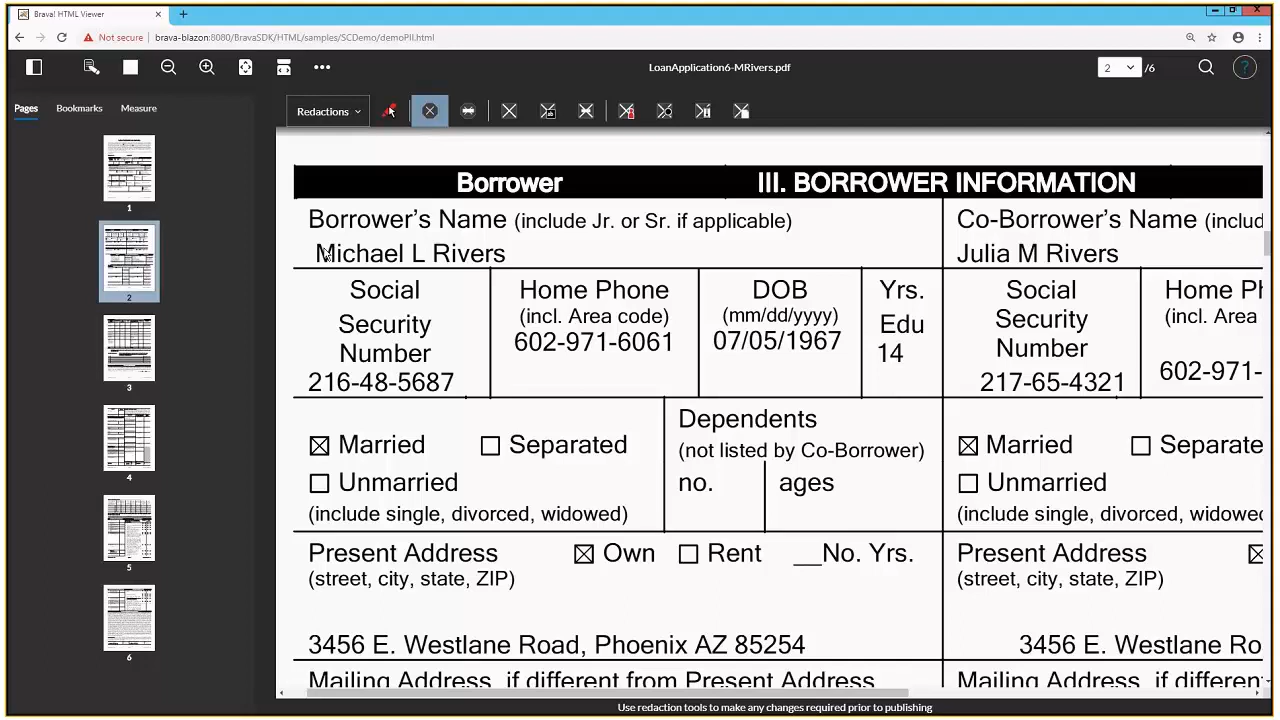 Brava! HTML Viewer
Not secure | brava-blazon:8080/BravaSDK/HTML/samples/SCDemo/demoPII.html
LoanApplication6-MRivers.pdf
2 /6
Pages Bookmarks Measure
Redactions
1
2
3
4
5
6
Borrower III. BORROWER INFORMATION
Borrower's Name (include Jr. or Sr. if applicable)
Michael L Rivers
Co-Borrower's Name (includ
Julia M Rivers
Social
Security
Number
216-48-5687
Home Phone
(incl. Area code)
602-971-6061
DOB
(mm/dd/yyyy)
07/05/1967
Yrs.
Edu
14
Social
Security
Number
217-65-4321
Home Ph
(incl. Area
602-971-
Married Separated
Unmarried
(include single, divorced, widowed)
Dependents
(not listed by Co-Borrower)
no. ages
Married Separate
Unmarried
(include single, divorced, widowed
Present Address Own Rent __No. Yrs.
(street, city, state, ZIP)
3456 E. Westlane Road, Phoenix AZ 85254
Present Address
(street, city, state, ZIP)
3456 E. Westlane Ro
Mailing Address, if different from Present Address
Mailing Address, if differen
Use redaction tools to make any changes required prior to publishing